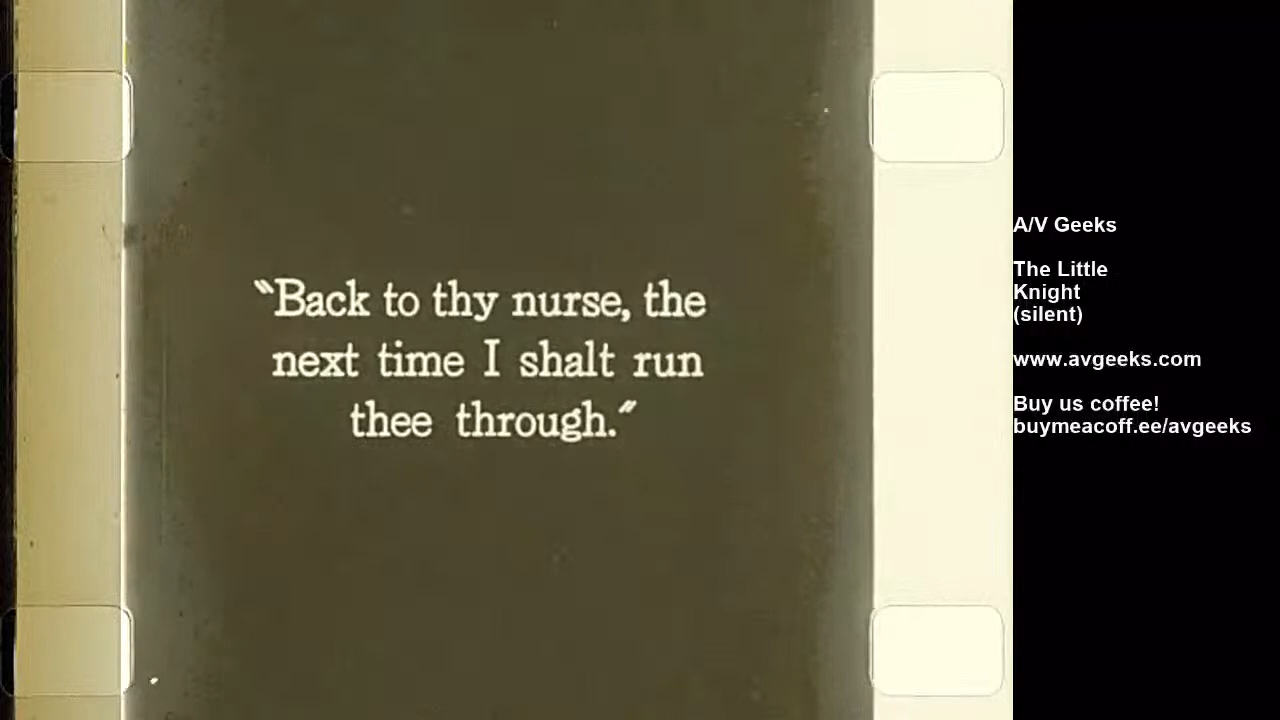 "Back to thy nurse, the
next time I shalt run
thee through."
A/V Geeks
The Little
Knight
(silent)
www.avgeeks.com
Buy us coffee!
buymeacoff.ee/avgeeks